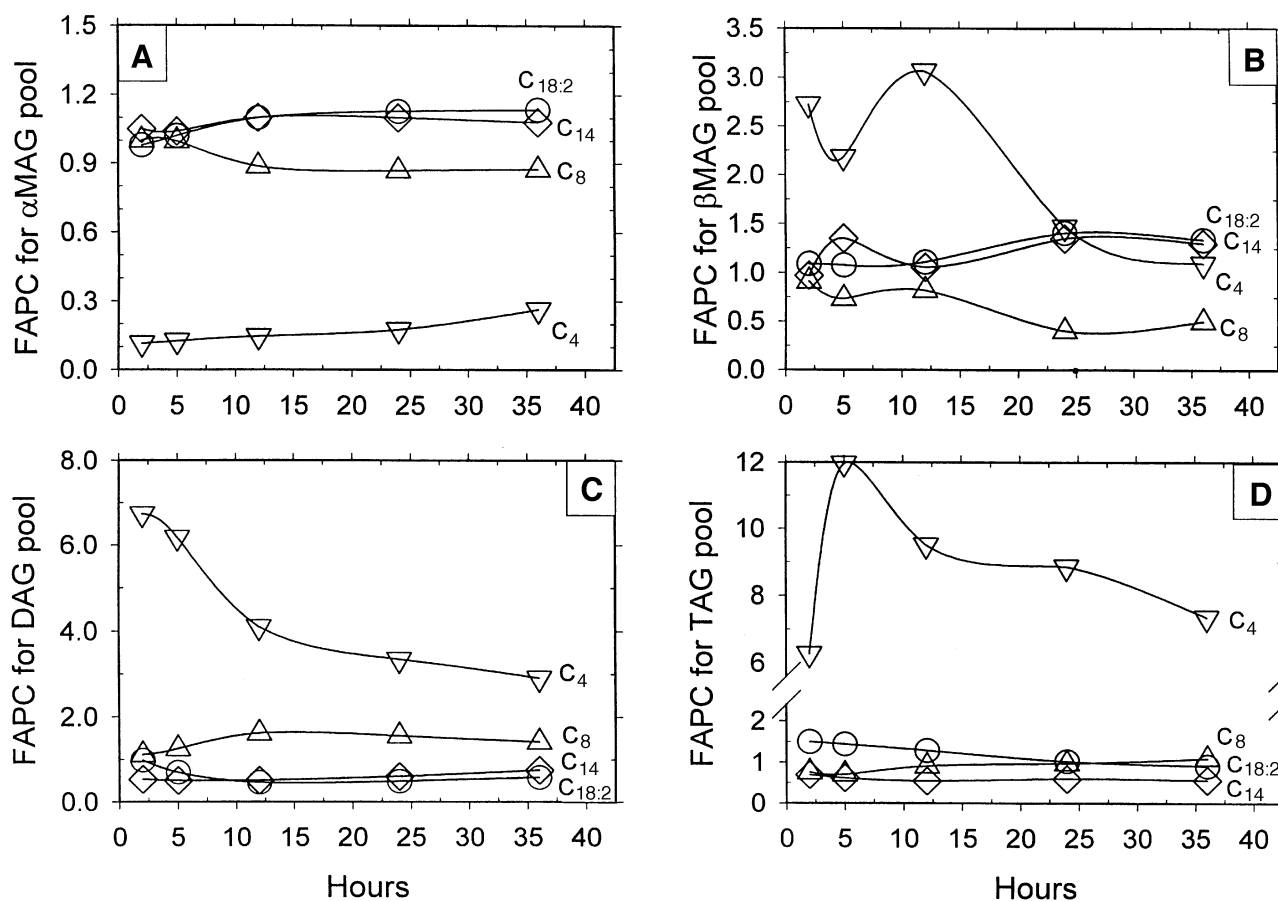 A
FAPC for αMAG pool
1.5
1.2
0.9
0.6
0.3
0.0
C18:2
C14
C8
C4
0 5 10 15 20 25 30 35 40
B
FAPC for βMAG pool
3.5
3.0
2.5
2.0
1.5
1.0
0.5
0.0
C18:2
C14
C4
C8
0 5 10 15 20 25 30 35 40
C
FAPC for DAG pool
8.0
6.0
4.0
2.0
0.0
C4
C8
C14
C18:2
0 5 10 15 20 25 30 35 40
Hours
D
FAPC for TAG pool
12
10
8
6
2
1
0
C4
C8
C18:2
C14
0 5 10 15 20 25 30 35 40
Hours